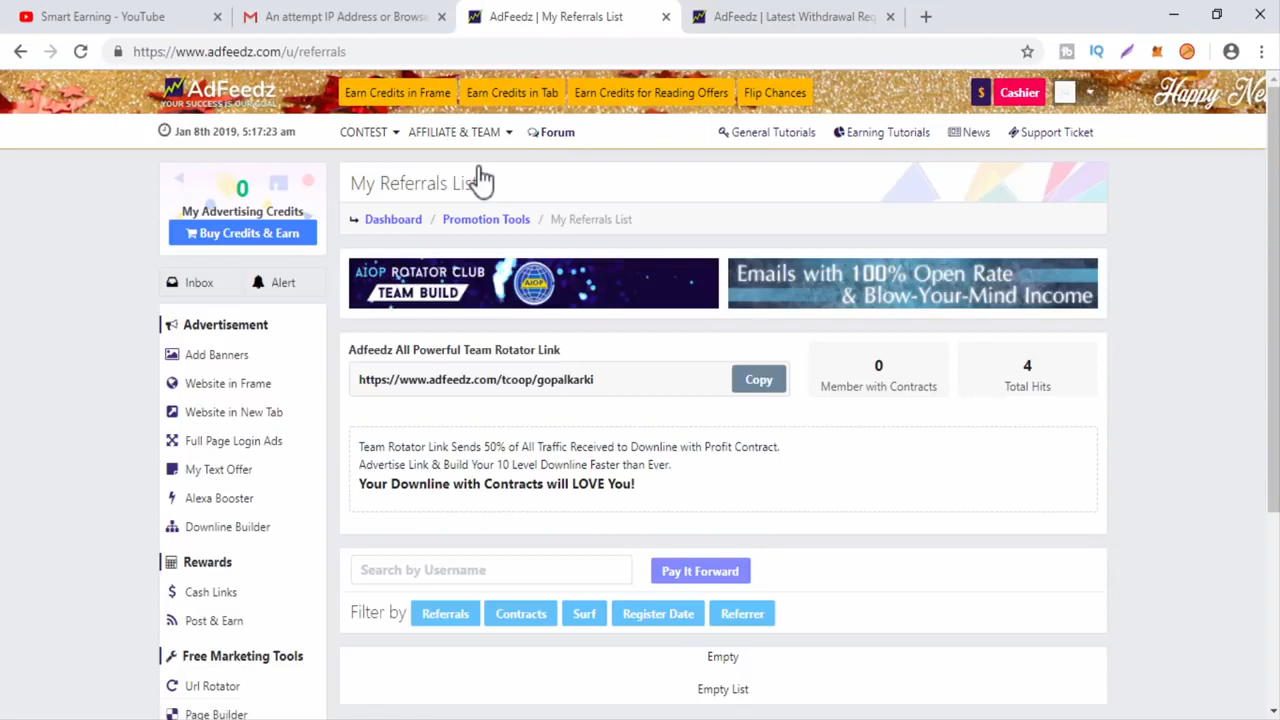 Smart Earning - YouTube
An attempt IP Address or Brows
AdFeedz | My Referrals List
AdFeedz | Latest Withdrawal Req
https://www.adfeedz.com/u/referrals
AdFeedz
YOUR SUCCESS IS OUR GOAL
Earn Credits in Frame
Earn Credits in Tab
Earn Credits for Reading Offers
Flip Chances
$
Cashier
Happy Ne
Jan 8th 2019, 5:17:23 am
CONTEST
AFFILIATE & TEAM
Forum
General Tutorials
Earning Tutorials
News
Support Ticket
0
My Advertising Credits
Buy Credits & Earn
Inbox
Alert
Advertisement
Add Banners
Website in Frame
Website in New Tab
Full Page Login Ads
My Text Offer
Alexa Booster
Downline Builder
Rewards
Cash Links
Post & Earn
Free Marketing Tools
Url Rotator
Page Builder
My Referrals List
Dashboard / Promotion Tools / My Referrals List
AIOP ROTATOR CLUB
TEAM BUILD
AIOP
Emails with 100% Open Rate
& Blow-Your-Mind Income
Adfeedz All Powerful Team Rotator Link
https://www.adfeedz.com/tcoop/gopalkarki
Copy
0
Member with Contracts
4
Total Hits
Team Rotator Link Sends 50% of All Traffic Received to Downline with Profit Contract.
Advertise Link & Build Your 10 Level Downline Faster than Ever.
Your Downline with Contracts will LOVE You!
Search by Username
Pay It Forward
Filter by
Referrals
Contracts
Surf
Register Date
Referrer
Empty
Empty List